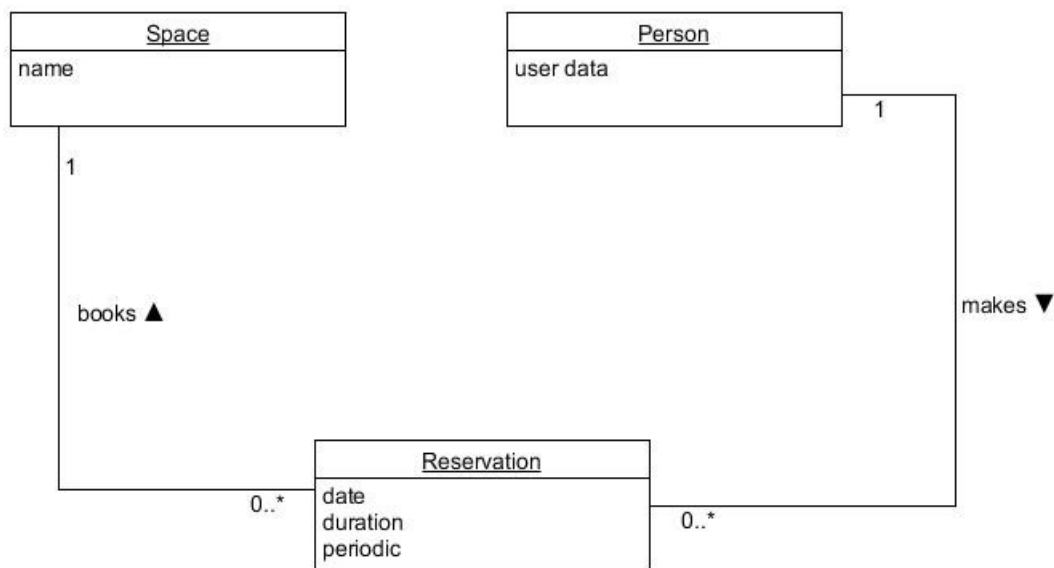 Space
name
Person
user data
1
1
books ▲
makes ▼
Reservation
date
duration
periodic
0..*
0..*